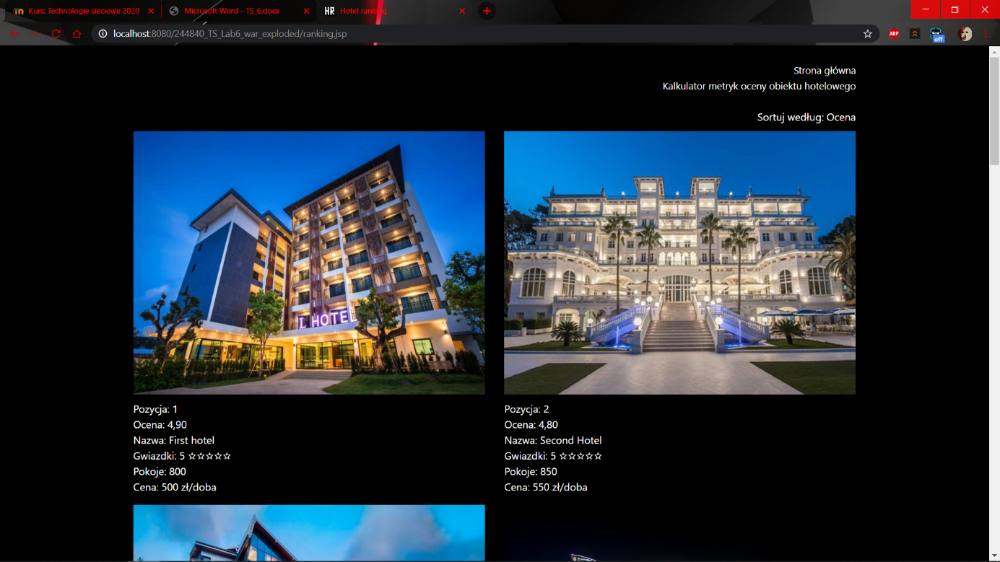 Kurs: Technologie sieciowe 2020
Microsoft Word - TS_6.docx
HR Hotel ranking
localhost:8080/244840_TS_Lab6_war_exploded/ranking.jsp
ABP
off
Strona główna
Kalkulator metryk oceny obiektu hotelowego
Sortuj według: Ocena
L HOTEL
Pozycja: 1
Ocena: 4,90
Nazwa: First hotel
Gwiazdki: 5 ☆☆☆☆☆
Pokoje: 800
Cena: 500 zł/doba
Pozycja: 2
Ocena: 4,80
Nazwa: Second Hotel
Gwiazdki: 5 ☆☆☆☆☆
Pokoje: 850
Cena: 550 zł/doba